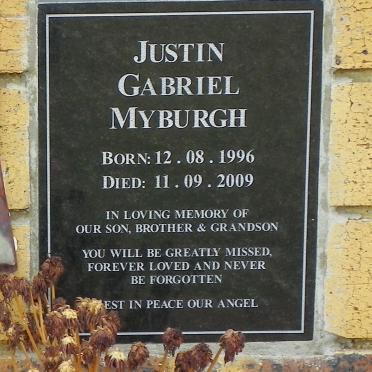 JUSTIN
GABRIEL
MYBURGH
BORN: 12 . 08 . 1996
DIED: 11 . 09 . 2009
IN LOVING MEMORY OF
OUR SON, BROTHER & GRANDSON
YOU WILL BE GREATLY MISSED,
FOREVER LOVED AND NEVER
BE FORGOTTEN
EST IN PEACE OUR ANGEL